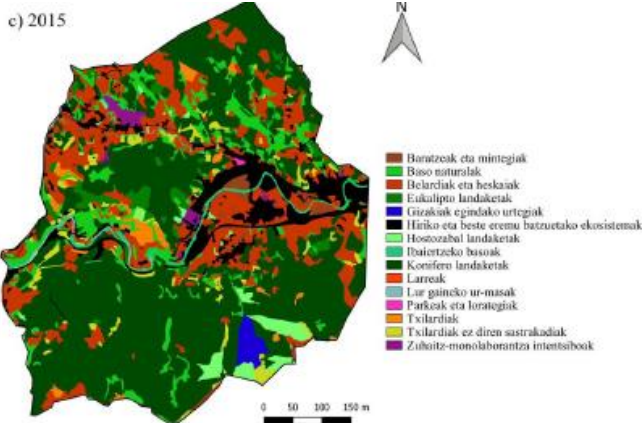 c) 2015
N
Baratzeak eta mintegiak
Baso naturalak
Belardiak eta heskaiak
Eukalipto landaketak
Gizakiak egindako urtegiak
Hiriko eta beste eremu batzuetako ekosistemak
Hostozabal landaketak
Ibaiertzeko basoak
Konifero landaketak
Larreak
Lur gaineko ur-masak
Parkeak eta lorategiak
Txilardiak
Txilardiak ez diren sastrakadiak
Zuhaitz-monolaborantza intentsiboak
0 50 100 150 m